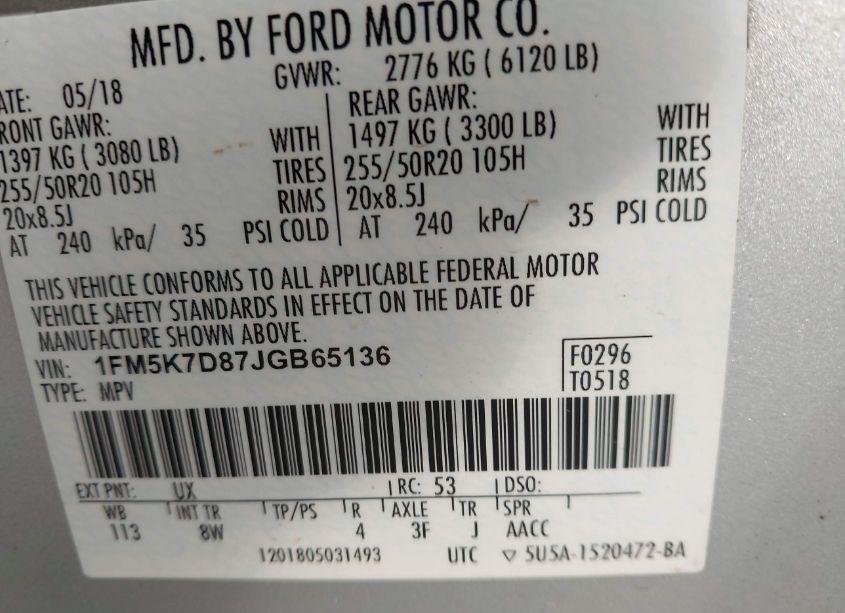 MFD. BY FORD MOTOR CO.
ATE: 05/18 GVWR: 2776 KG ( 6120 LB)
RONT GAWR: REAR GAWR:
1397 KG ( 3080 LB) WITH 1497 KG ( 3300 LB) WITH
255/50R20 105H TIRES 255/50R20 105H TIRES
20x8.5J RIMS 20x8.5J RIMS
AT 240 kPa/ 35 PSI COLD AT 240 kPa/ 35 PSI COLD
THIS VEHICLE CONFORMS TO ALL APPLICABLE FEDERAL MOTOR
VEHICLE SAFETY STANDARDS IN EFFECT ON THE DATE OF
MANUFACTURE SHOWN ABOVE.
VIN: 1FM5K7D87JGB65136 F0296
TYPE: MPV T0518
EXT PNT: UX RC: 53 DSO:
WB INT TR TP/PS R AXLE TR SPR
113 8W 4 3F J AACC
1201805031493 UTC ▽ 5U5A-1520472-BA